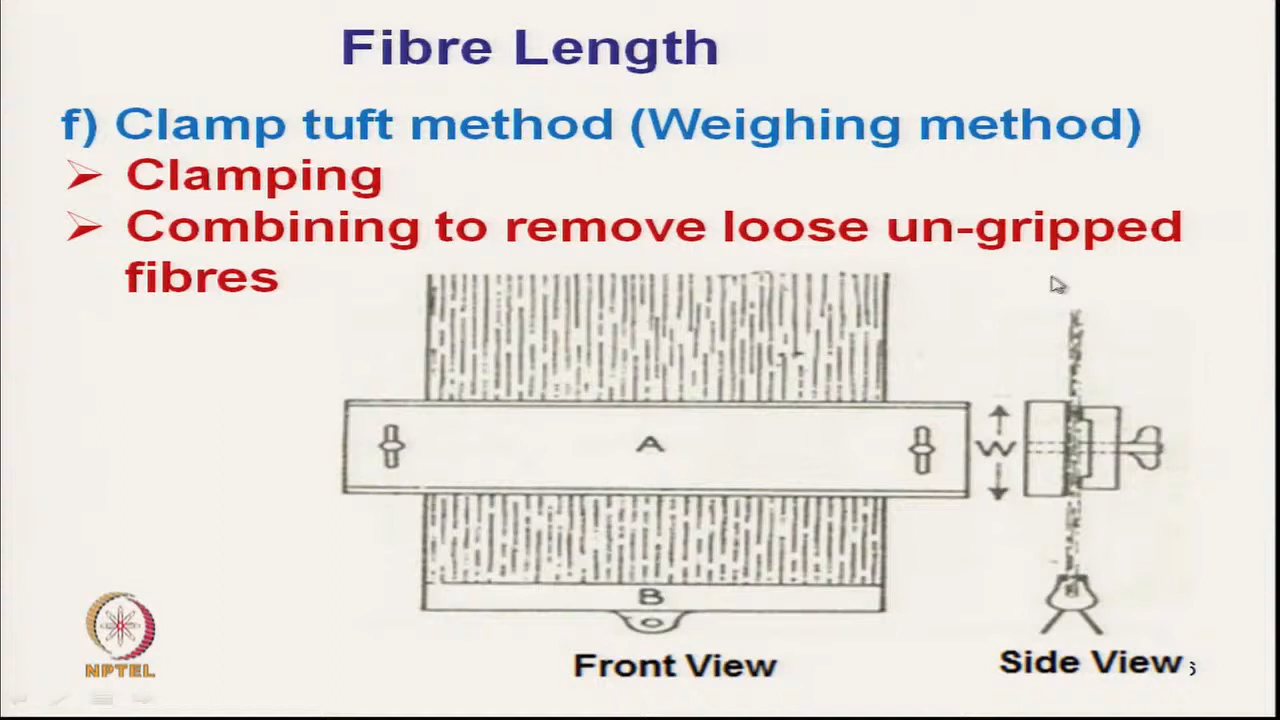 Fibre Length
f) Clamp tuft method (Weighing method)
➢ Clamping
➢ Combining to remove loose un-gripped
fibres
A
W
B
NPTEL
Front View
Side View